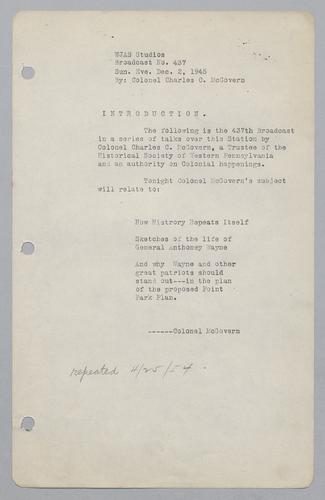 WJAS Studios
Broadcast No. 437
Sun. Eve. Dec. 2, 1945
By: Colonel Charles C. McGovern
INTRODUCTION.
The following is the 437th Broadcast
in a series of talks over this Station by
Colonel Charles C. McGovern, a Trustee of the
Historical Society of Western Pennsylvania
and an authority on Colonial happenings.
Tonight Colonel McGovern's subject
will relate to:
How Histrory Repeats Itself
Sketches of the life of
General Anthoney Wayne
And why Wayne and other
great patriots should
stand out---in the plan
of the proposed Point
Park Plan.
------Colonel McGovern
repeated 4/25/54.